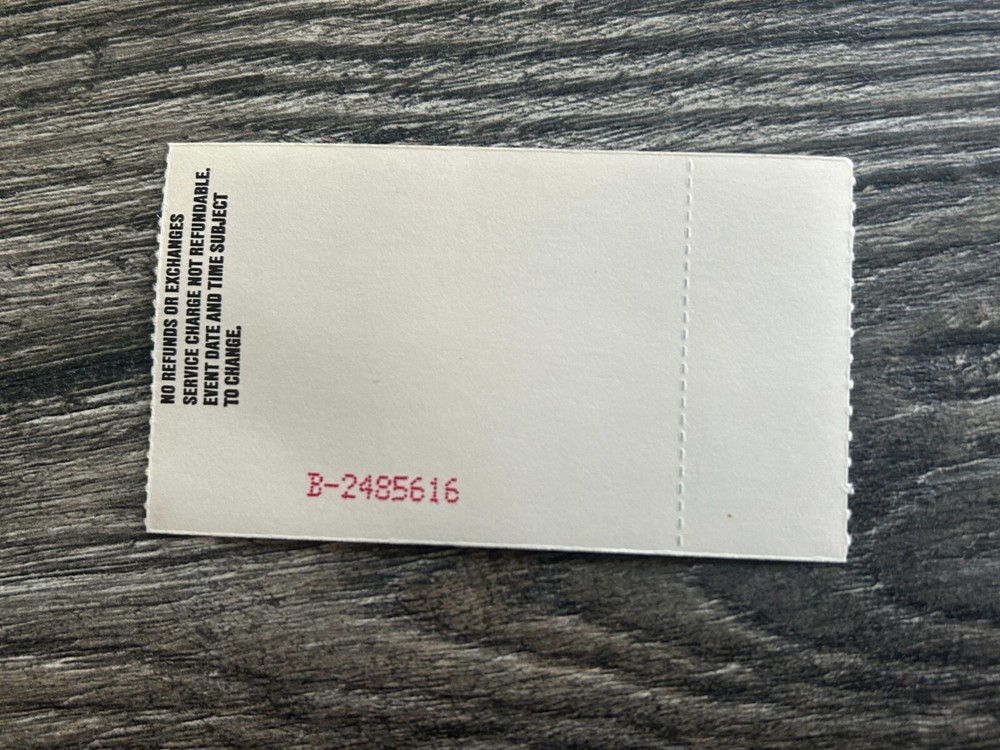 NO REFUNDS OR EXCHANGES
SERVICE CHARGE NOT REFUNDABLE.
EVENT DATE AND TIME SUBJECT
TO CHANGE.
B-2485616